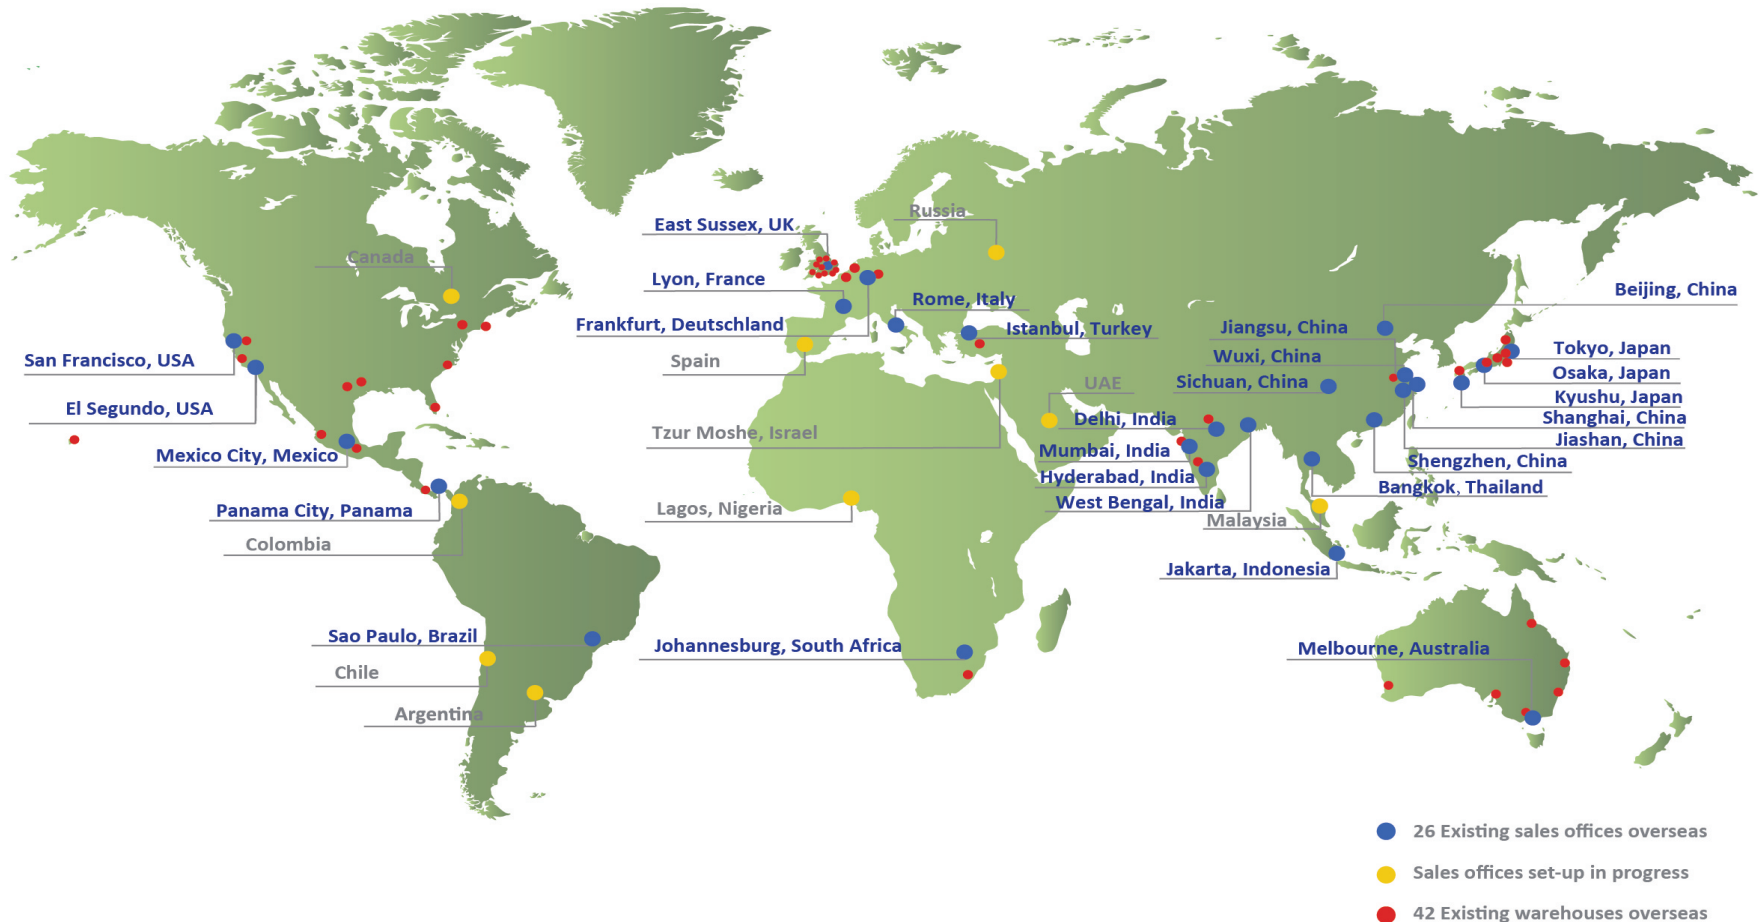 Russia
East Sussex, UK
Canada
Lyon, France
Beijing, China
Rome, Italy
Frankfurt, Deutschland
Istanbul, Turkey
Jiangsu, China
San Francisco, USA
Spain
Wuxi, China
Tokyo, Japan
Sichuan, China
Osaka, Japan
UAE
Kyushu, Japan
El Segundo, USA
Delhi, India
Shanghai, China
Tzur Moshe, Israel
Jiashan, China
Mexico City, Mexico
Mumbai, India
Shengzhen, China
Hyderabad, India
Bangkok, Thailand
Panama City, Panama
Lagos, Nigeria
West Bengal, India
Malaysia
Colombia
Jakarta, Indonesia
Sao Paulo, Brazil
Johannesburg, South Africa
Melbourne, Australia
Chile
Argentina
26 Existing sales offices overseas
Sales offices set-up in progress
42 Existing warehouses overseas